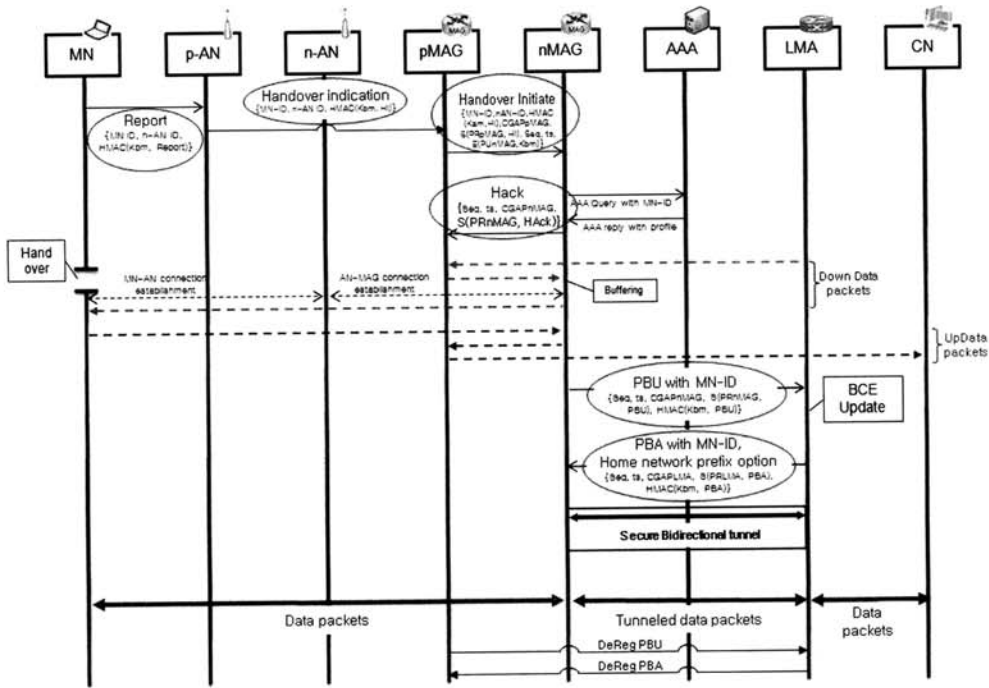 MAG
MAG
MN
p-AN
n-AN
pMAG
nMAG
AAA
LMA
CN
Handover indication
{MN-ID, n-AN ID, HMAC(Kbm, HI)}
Handover Initiate
{MN-ID,nAN-ID,HMAC
(Kbm,HI),CGAPpMAG,
S(PRpMAG, HI), Seq, ts,
E(PUnMAG,Kbm)}
Report
{MN ID, n-AN ID,
HMAC(Kbm, Report)}
Hack
{Seq, ts, CGAPnMAG,
S(PRnMAG, HAck)}
AAA Query with MN-ID
AAA reply with profile
Hand
over
MN-AN connection
establishment
AN-MAG connection
establishment
Buffering
Down Data
packets
UpData
packets
PBU with MN-ID
{Seq, ts, CGAPnMAG, S(PRnMAG,
PBU), HMAC(Kbm, PBU)}
BCE
Update
PBA with MN-ID,
Home network prefix option
{Seq, ts, CGAPLMA, S(PRLMA, PBA),
HMAC(Kbm, PBA)}
Secure Bidirectional tunnel
Data packets
Tunneled data packets
Data
packets
DeReg PBU
DeReg PBA